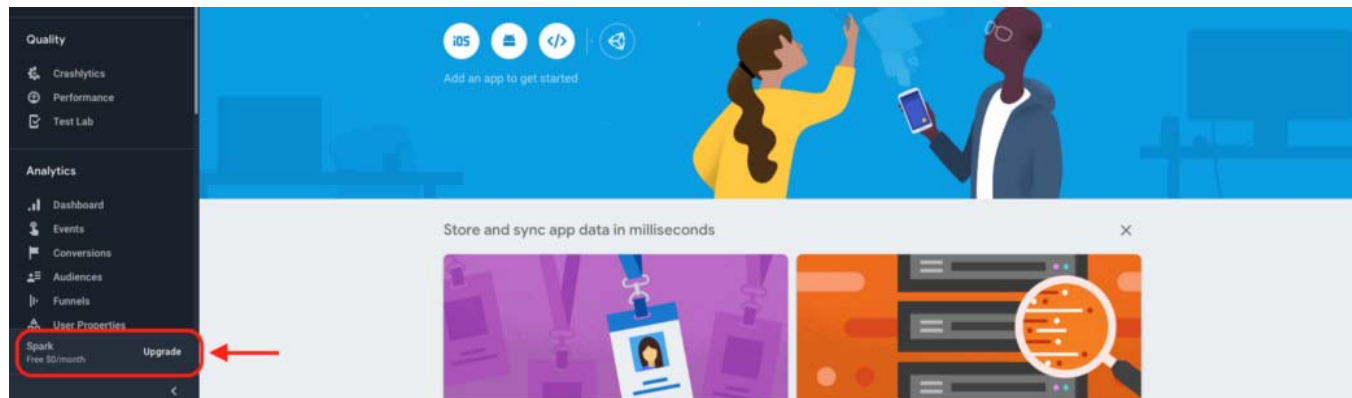 Quality
Crashlytics
Performance
Test Lab
Analytics
Dashboard
Events
Conversions
Audiences
Funnels
User Properties
Spark
Free $0/month
Upgrade
iOS
</>
Add an app to get started
Store and sync app data in milliseconds